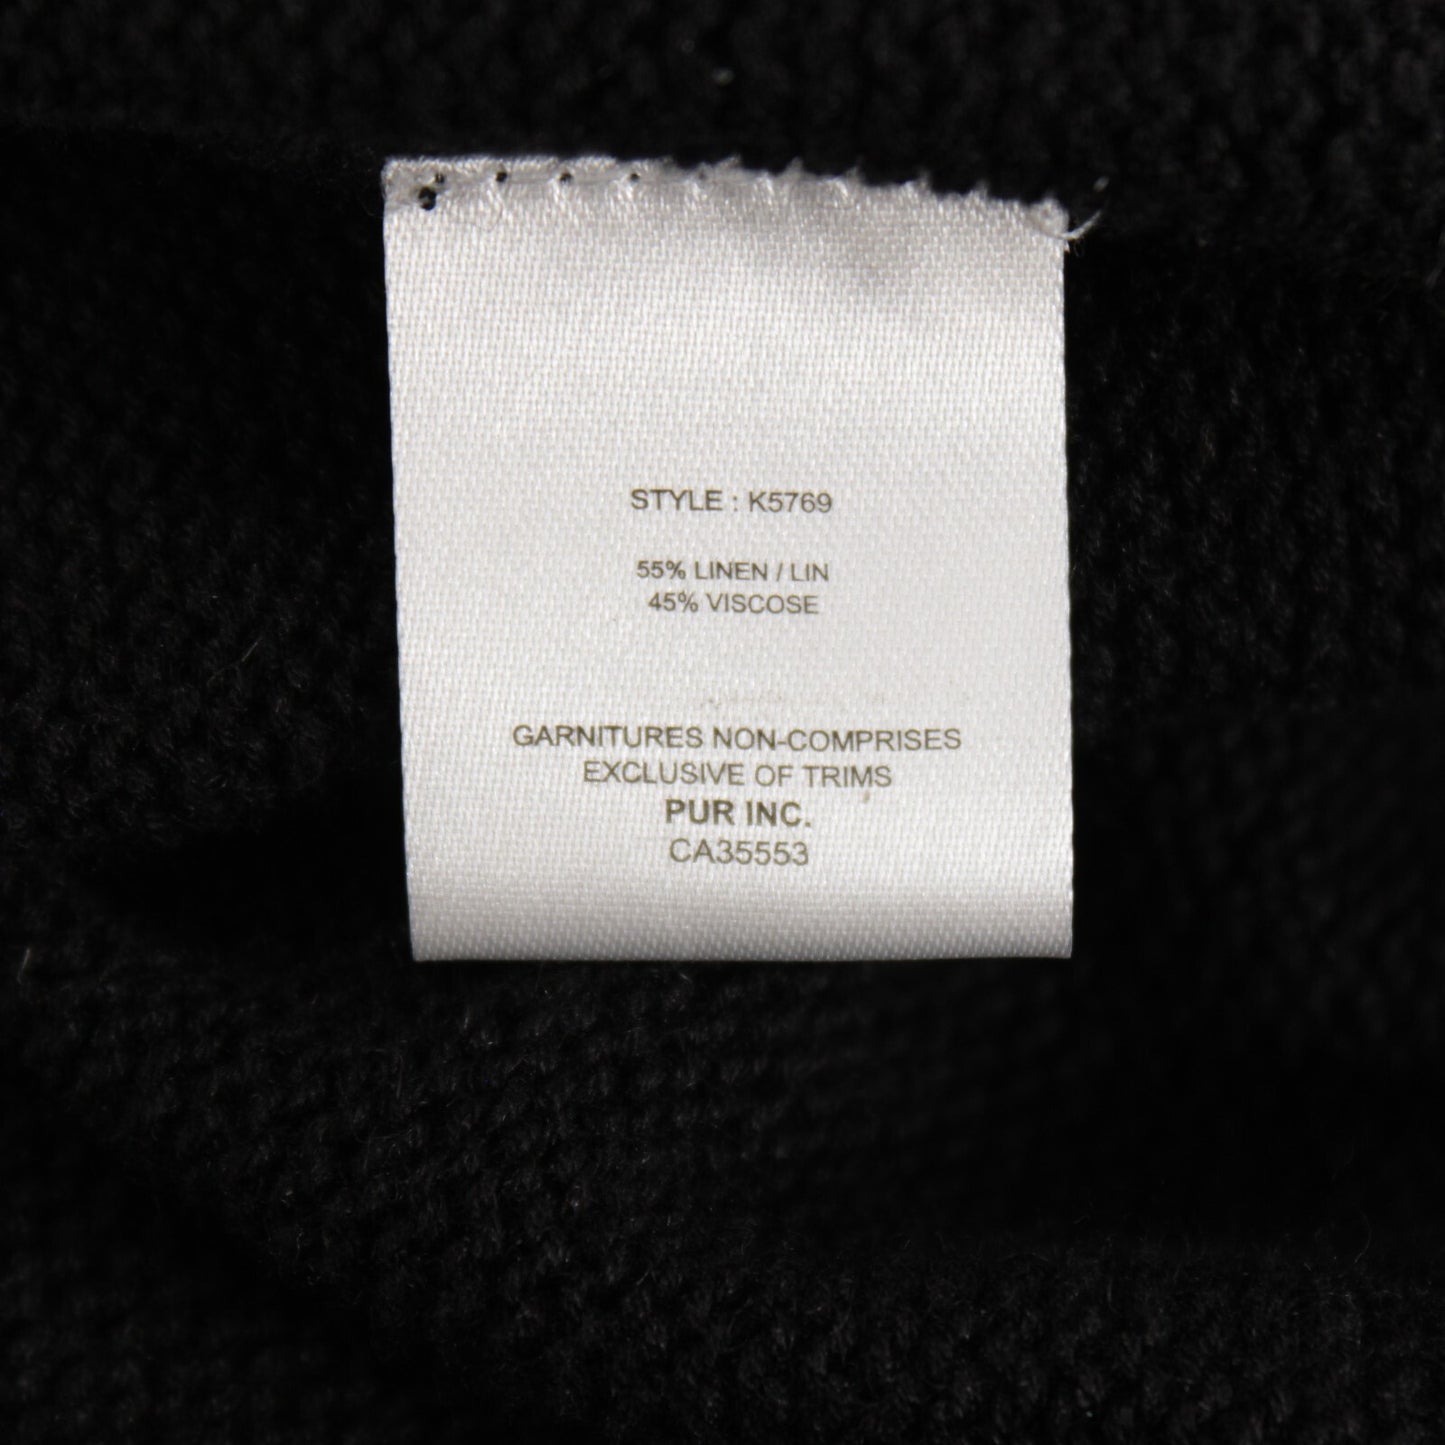 STYLE : K5769
55% LINEN / LIN
45% VISCOSE
GARNITURES NON-COMPRISES
EXCLUSIVE OF TRIMS
PUR INC.
CA35553